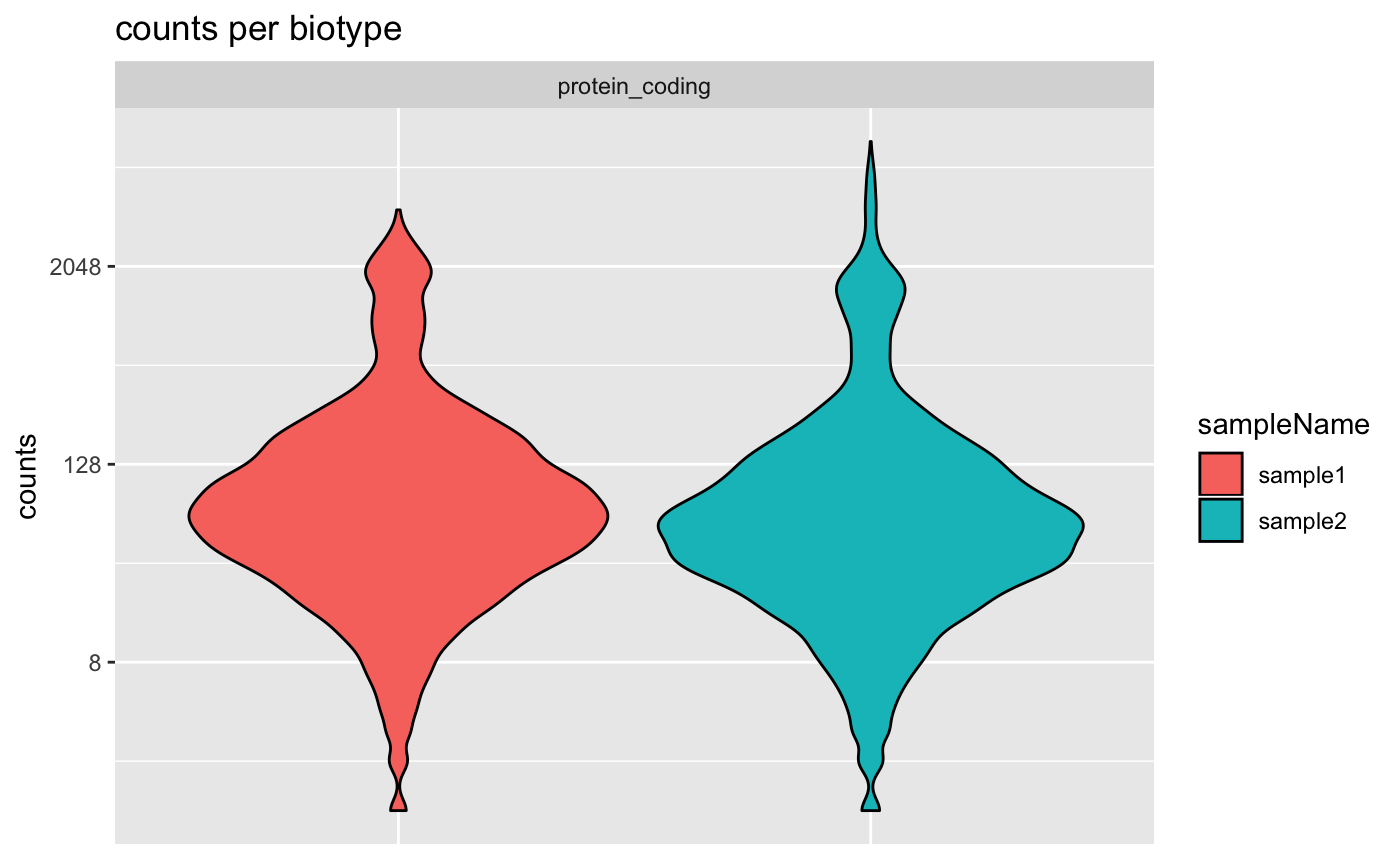 counts per biotype
protein_coding
2048
128
8
counts
sampleName
sample1
sample2